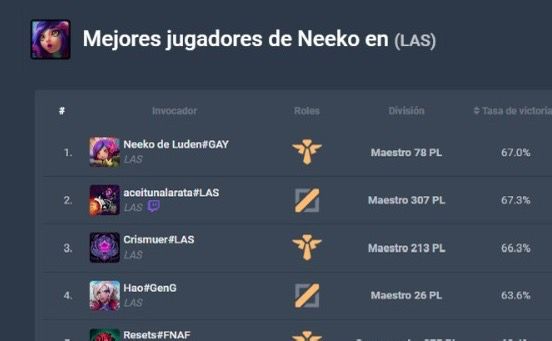 Mejores jugadores de Neeko en (LAS)
# Invocador Roles División Tasa de victoria
1. Neeko de Luden#GAY Maestro 78 PL 67.0%
LAS
2. aceitunalarata#LAS Maestro 307 PL 67.3%
LAS
3. Crismuer#LAS Maestro 213 PL 66.3%
LAS
4. Hao#GenG Maestro 26 PL 63.6%
LAS
Resets#FNAF